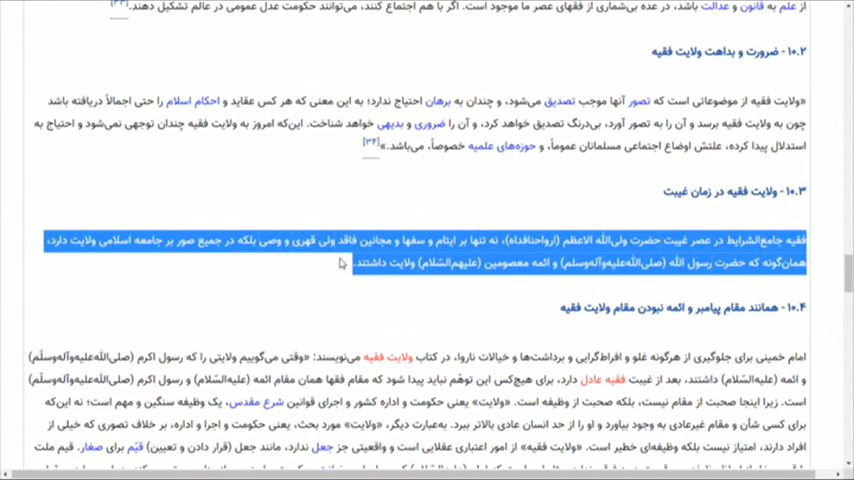 از علم به قانون و عدالت باشد، در عده بی‌شماری از فقهای عصر ما موجود است. اگر با هم اجتماع کنند، می‌توانند حکومت عدل عمومی در عالم تشکیل دهند.[۳۳]
۱۰.۲ - ضرورت و بداهت ولایت فقیه
«ولایت فقیه از موضوعاتی است که تصور آنها موجب تصدیق می‌شود، و چندان به برهان احتیاج ندارد؛ به این معنی که هر کس عقاید و احکام اسلام را حتی اجمالاً دریافته باشد
چون به ولایت فقیه برسد و آن را به تصور آورد، بی‌درنگ تصدیق خواهد کرد، و آن را ضروری و بدیهی خواهد شناخت. این‌که امروز به ولایت فقیه چندان توجهی نمی‌شود و احتیاج به
استدلال پیدا کرده، علتش اوضاع اجتماعی مسلمانان عموماً، و حوزه‌های علمیه خصوصاً، می‌باشد.»[۳۴]
۱۰.۳ - ولایت فقیه در زمان غیبت
فقیه جامع‌الشرایط در عصر غیبت حضرت ولی‌الله الاعظم (ارواحنافداه)، نه تنها بر ایتام و سفها و مجانین فاقد ولی قهری و وصی بلکه در جمیع صور بر جامعه اسلامی ولایت دارد،
همان‌گونه که حضرت رسول الله (صلی‌الله‌علیه‌و‌آله‌وسلم) و ائمه معصومین (علیهم‌السّلام) ولایت داشتند.
۱۰.۴ - همانند مقام پیامبر و ائمه نبودن مقام ولایت فقیه
امام خمینی برای جلوگیری از هرگونه غلو و افراط‌گرایی و برداشت‌ها و خیالات ناروا، در کتاب ولایت فقیه می‌نویسند: «وقتی می‌گوییم ولایتی را که رسول اکرم (صلی‌الله‌علیه‌و‌آله‌وسلّم)
و ائمه (علیه‌السّلام) داشتند، بعد از غیبت فقیه عادل دارد، برای هیچ‌کس این توهّم نباید پیدا شود که مقام فقها همان مقام ائمه (علیه‌السّلام) و رسول اکرم (صلی‌الله‌علیه‌و‌آله‌وسلّم)
است. زیرا اینجا صحبت از مقام نیست، بلکه صحبت از وظیفه است. «ولایت» یعنی حکومت و اداره کشور و اجرای قوانین شرع مقدس، یک وظیفه سنگین و مهم است؛ نه این‌که
برای کسی شأن و مقام غیرعادی به وجود بیاورد و او را از حد انسان عادی بالاتر ببرد. به‌عبارت دیگر، «ولایت» مورد بحث، یعنی حکومت و اجرا و اداره، بر خلاف تصوری که خیلی از
افراد دارند، امتیاز نیست بلکه وظیفه‌ای خطیر است. «ولایت فقیه» از امور اعتباری عقلایی است و واقعیتی جز جعل ندارد، مانند جعل (قرار دادن و تعیین) قیّم برای صغار. قیم ملت